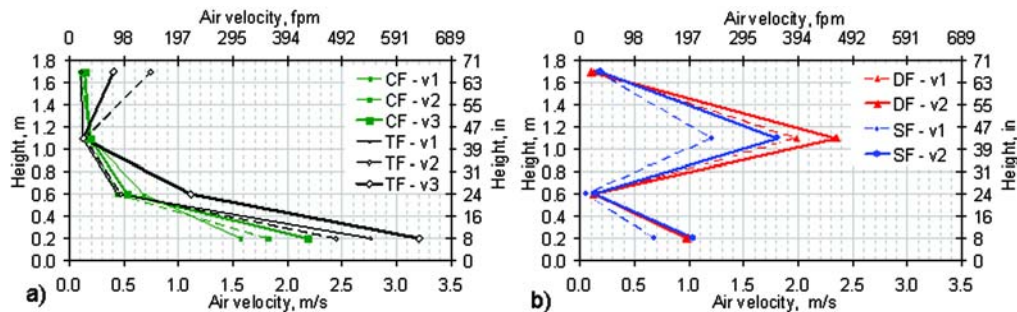 Air velocity, fpm
0 98 197 295 394 492 591 689
1.8 1.6 1.4 1.2 1.0 0.8 0.6 0.4 0.2 0.0
Height, m
71 63 55 47 39 31 24 16 8 0
Height, in
CF - v1
CF - v2
CF - v3
TF - v1
TF - v2
TF - v3
0.0 0.5 1.0 1.5 2.0 2.5 3.0 3.5
a) Air velocity, m/s
Air velocity, fpm
0 98 197 295 394 492 591 689
1.8 1.6 1.4 1.2 1.0 0.8 0.6 0.4 0.2 0.0
Height, m
71 63 55 47 39 31 24 16 8 0
Height, in
DF - v1
DF - v2
SF - v1
SF - v2
0.0 0.5 1.0 1.5 2.0 2.5 3.0 3.5
b) Air velocity, m/s